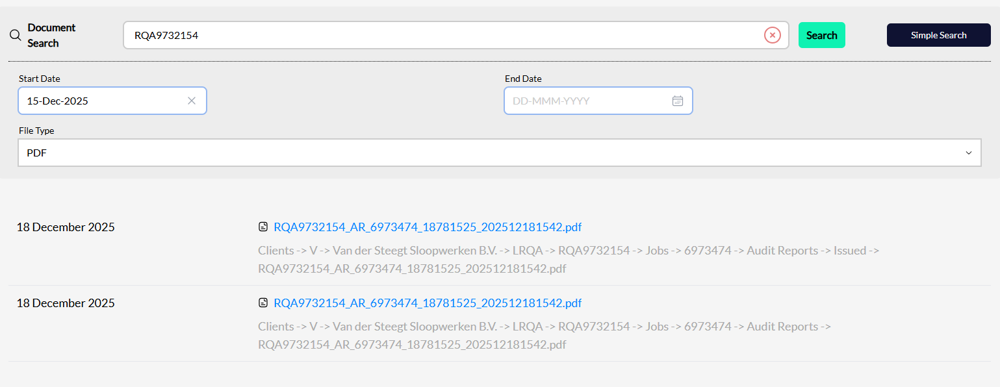 Document
Search
RQA9732154
Search
Simple Search
Start Date
End Date
15-Dec-2025
DD-MMM-YYYY
File Type
PDF
18 December 2025
RQA9732154_AR_6973474_18781525_202512181542.pdf
Clients -> V -> Van der Steegt Sloopwerken B.V. -> LRQA -> RQA9732154 -> Jobs -> 6973474 -> Audit Reports -> Issued ->
RQA9732154_AR_6973474_18781525_202512181542.pdf
18 December 2025
RQA9732154_AR_6973474_18781525_202512181542.pdf
Clients -> V -> Van der Steegt Sloopwerken B.V. -> LRQA -> RQA9732154 -> Jobs -> 6973474 -> Audit Reports ->
RQA9732154_AR_6973474_18781525_202512181542.pdf